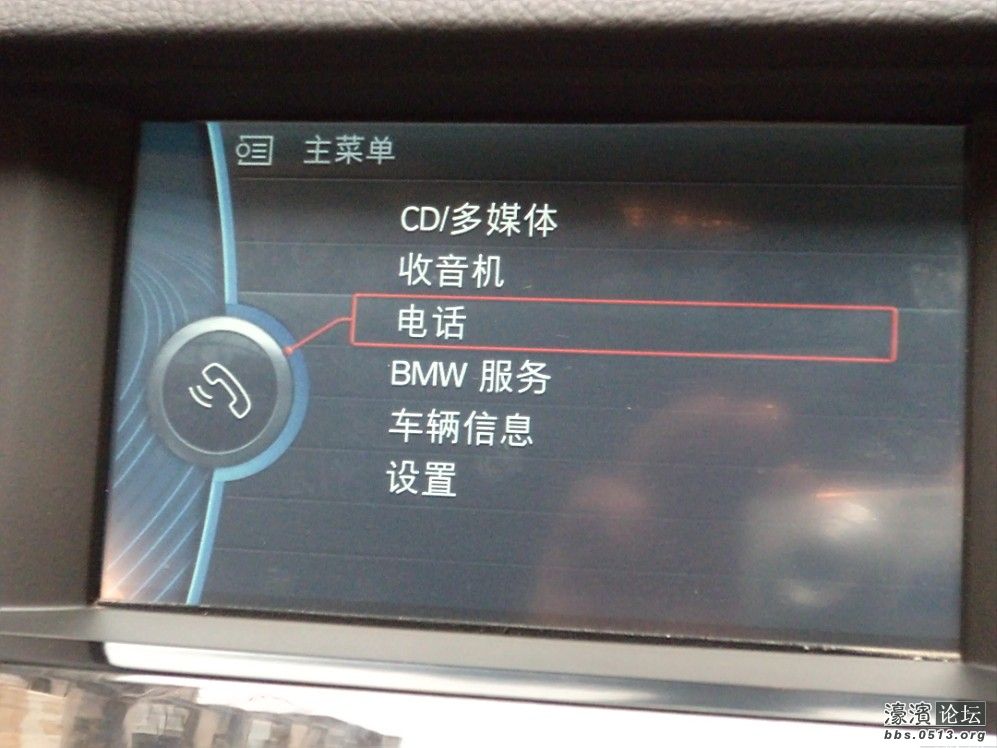 主菜单
CD/多媒体
收音机
电话
BMW 服务
车辆信息
设置
濠濱论坛
bbs.0513.org